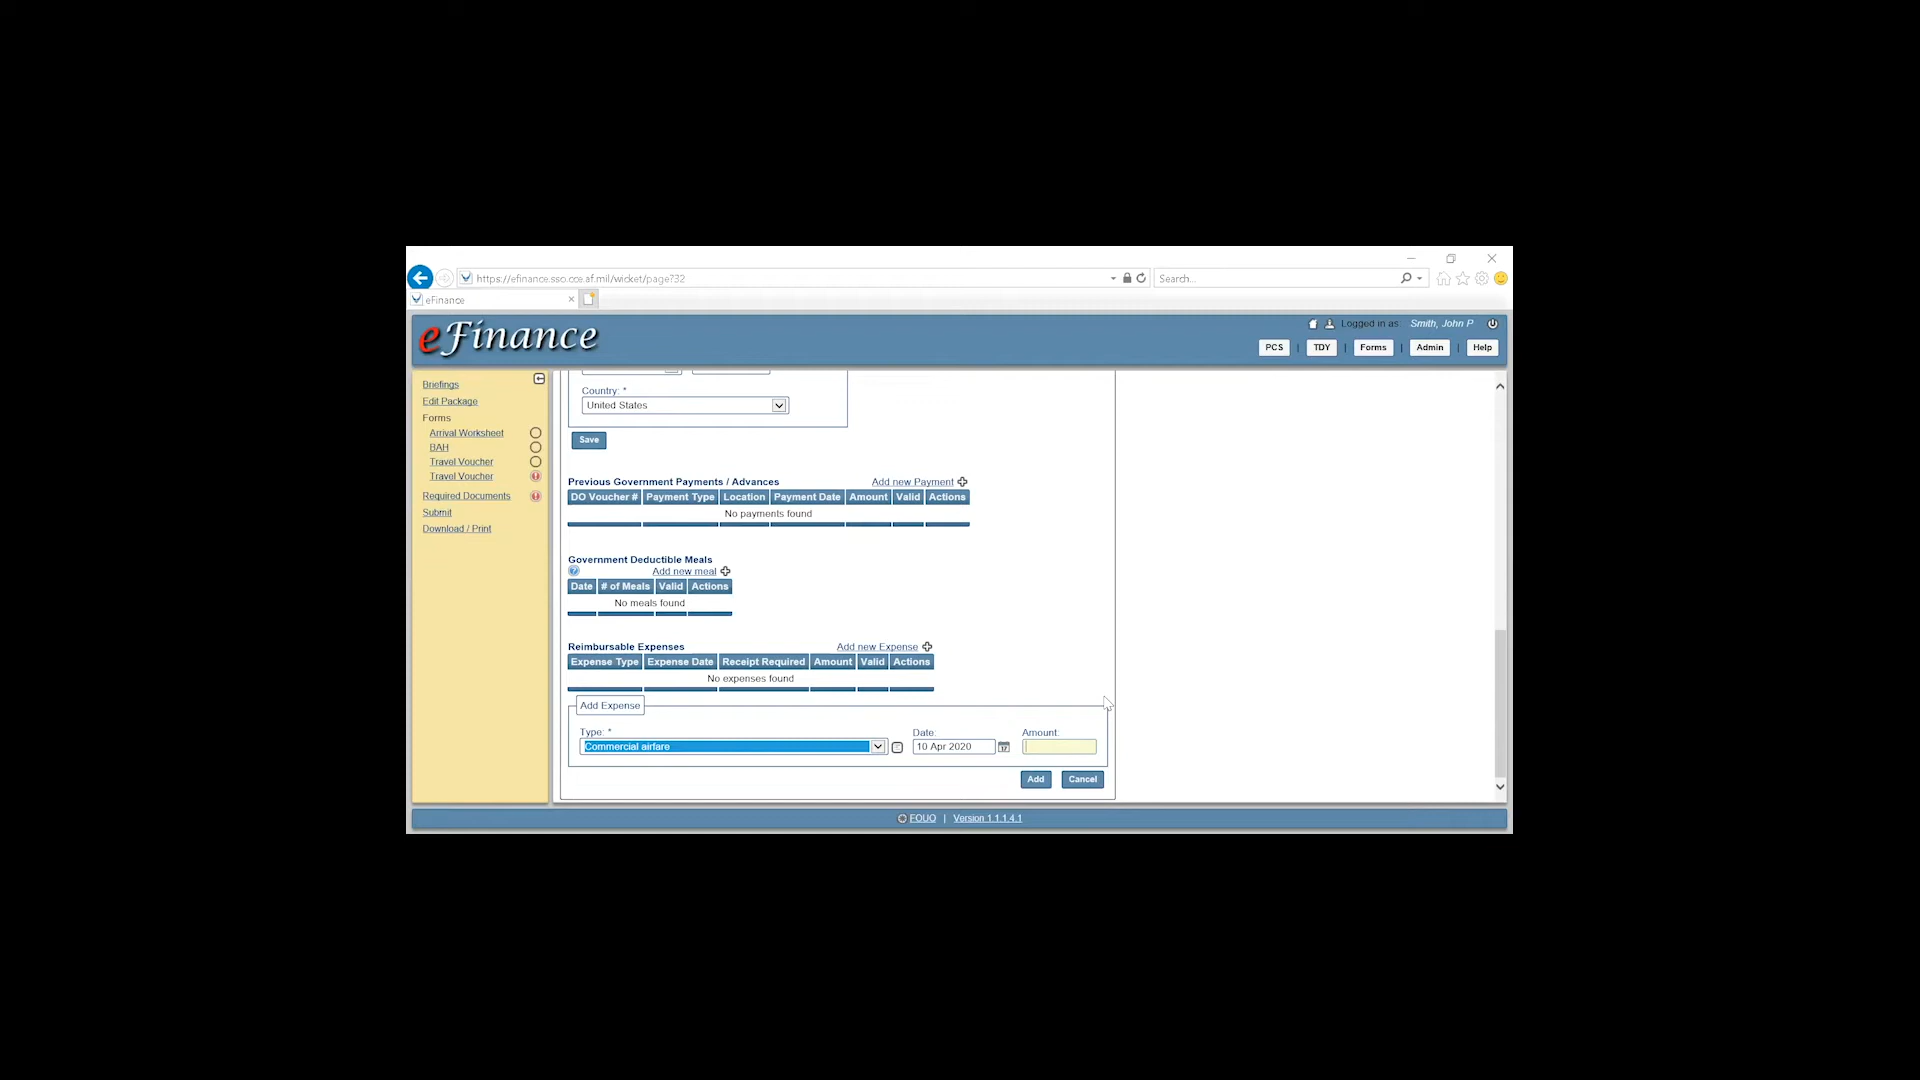 https://efinance.sso.cce.af.mil/wicket/page?32
Search...
eFinance
eFinance
Logged in as: Smith, John P
PCS | TDY | Forms | Admin | Help
Briefings
Edit Package
Forms
Arrival Worksheet
BAH
Travel Voucher
Travel Voucher
Required Documents
Submit
Download / Print
Country: *
United States
Save
Previous Government Payments / Advances Add new Payment
DO Voucher # Payment Type Location Payment Date Amount Valid Actions
No payments found
Government Deductible Meals
Add new meal
Date # of Meals Valid Actions
No meals found.
Reimbursable Expenses Add new Expense
Expense Type Expense Date Receipt Required Amount Valid Actions
No expenses found
Add Expense
Type: * Date: Amount:
Commercial airfare 10 Apr 2020
Add Cancel
FOUO | Version 1.1.1.4.1